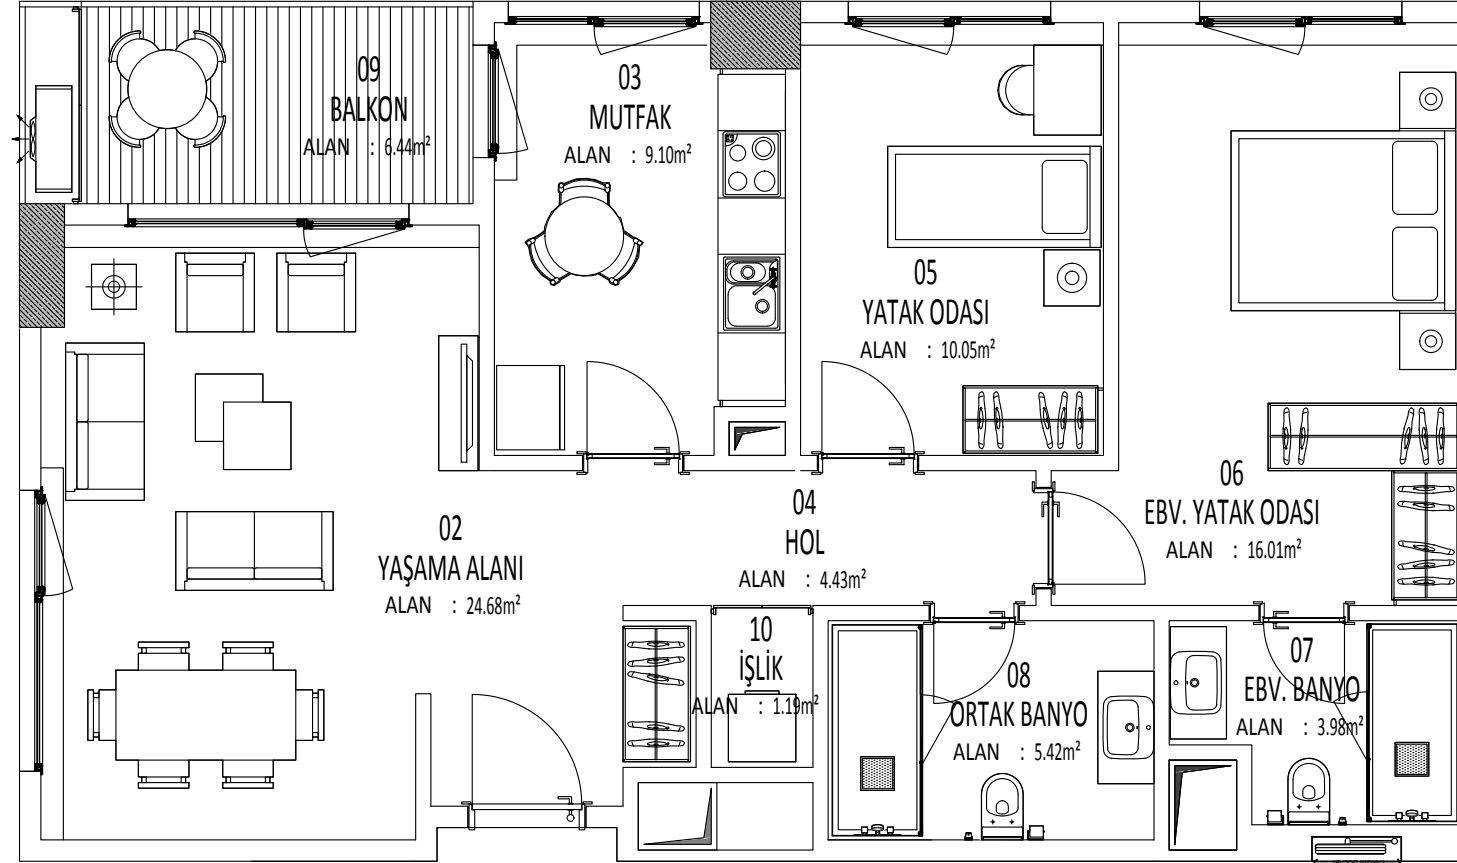 09
BALKON
ALAN : 6.44m²
03
MUTFAK
ALAN : 9.10m²
05
YATAK ODASI
ALAN : 10.05m²
06
EBV. YATAK ODASI
ALAN : 16.01m²
02
YAŞAMA ALANI
ALAN : 24.68m²
04
HOL
ALAN : 4.43m²
10
İŞLİK
ALAN : 1.19m²
08
ORTAK BANYO
ALAN : 5.42m²
07
EBV. BANYO
ALAN : 3.98m²